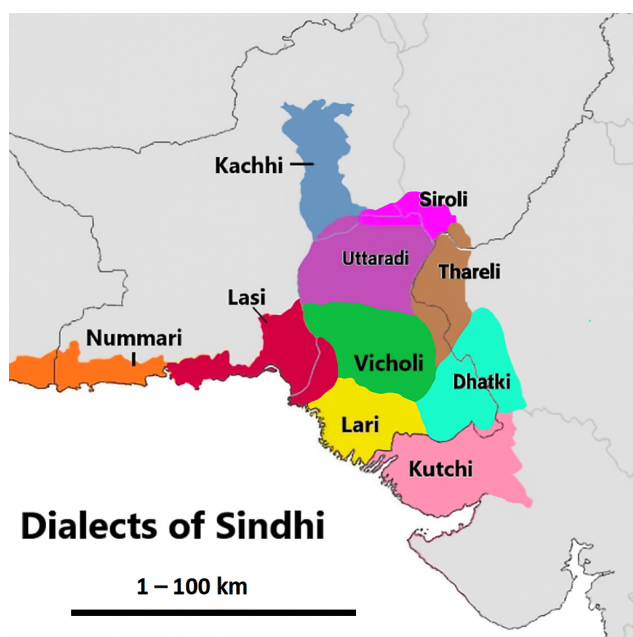 Kachhi
Siroli
Uttaradi
Thareli
Lasi
Nummari
Vicholi
Dhatki
Lari
Kutchi
Dialects of Sindhi
1 – 100 km